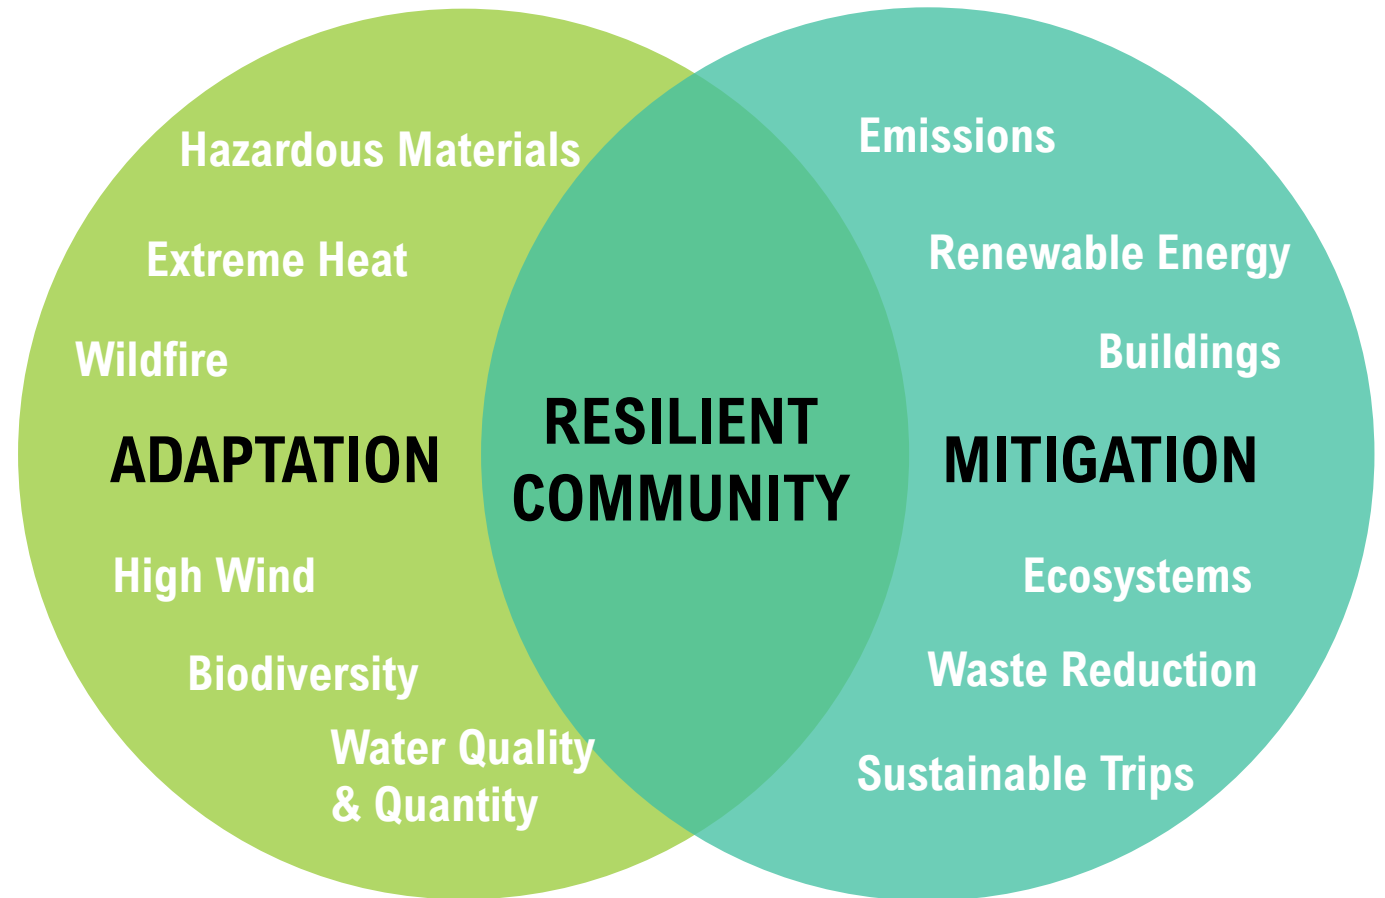 Hazardous Materials
Extreme Heat
Wildfire
ADAPTATION
High Wind
Biodiversity
Water Quality
& Quantity
RESILIENT
COMMUNITY
Emissions
Renewable Energy
Buildings
MITIGATION
Ecosystems
Waste Reduction
Sustainable Trips